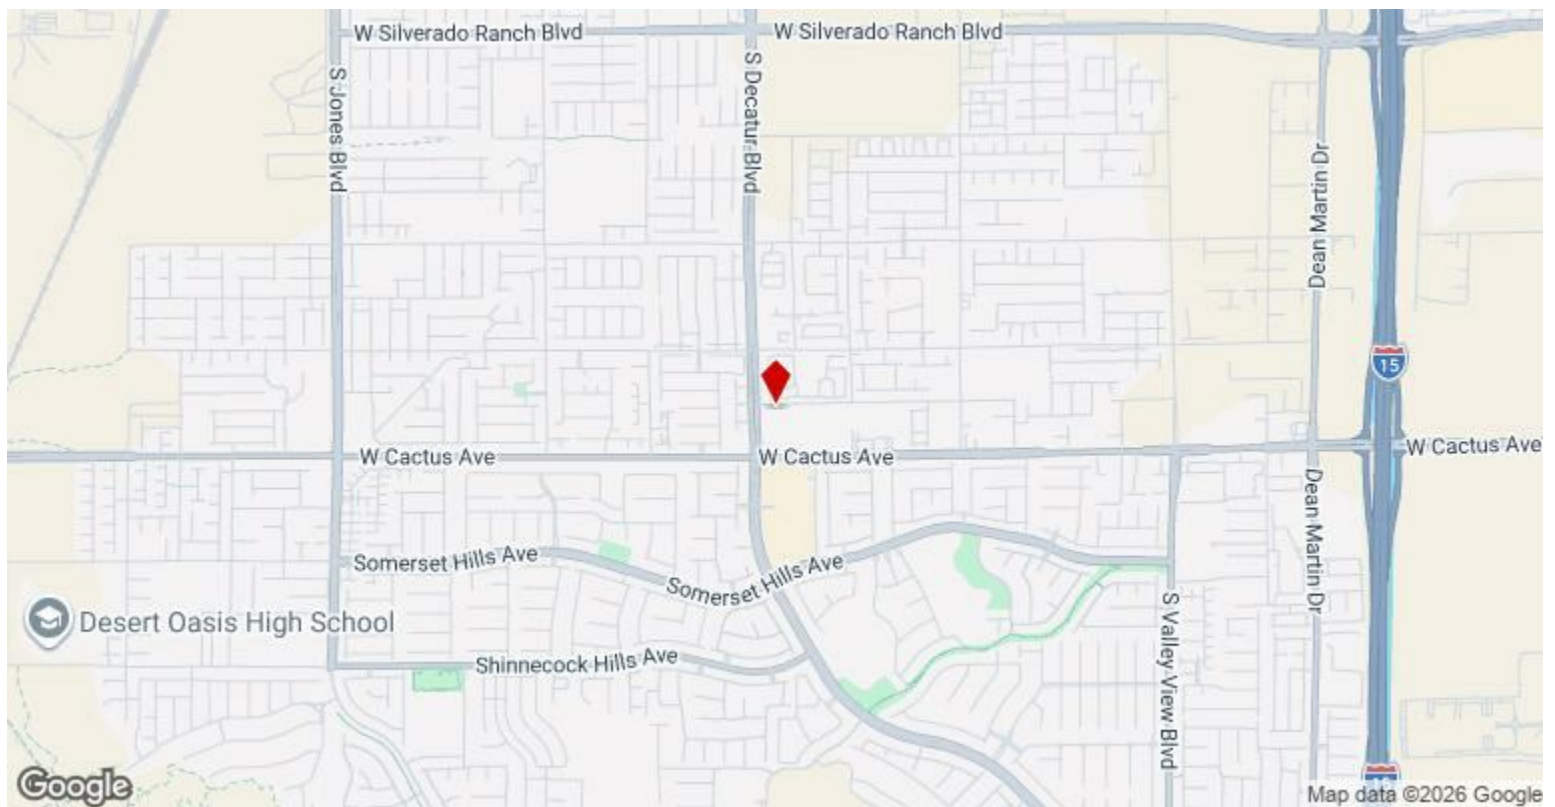 W Silverado Ranch Blvd
W Silverado Ranch Blvd
S Jones Blvd
S Decatur Blvd
Dean Martin Dr
15
W Cactus Ave
W Cactus Ave
W Cactus Ave
Dean Martin Dr
Somerset Hills Ave
Somerset Hills Ave
Desert Oasis High School
S Valley View Blvd
Shinnecock Hills Ave
Google
Map data ©2026 Google